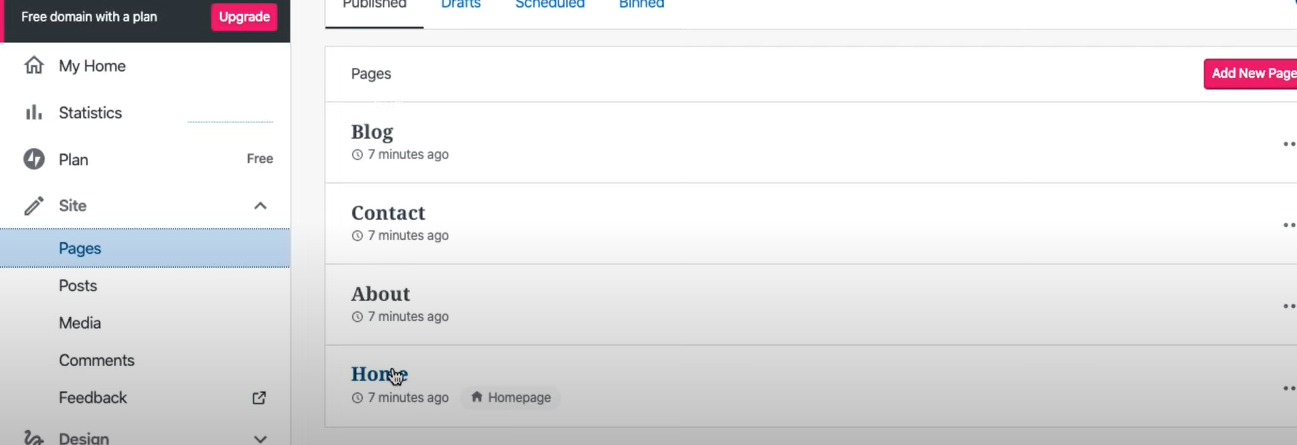 Free domain with a plan
Upgrade
My Home
Statistics
Plan
Free
Site
Pages
Posts
Media
Comments
Feedback
Design
Published
Drafts
Scheduled
Binned
Pages
Add New Page
Blog
7 minutes ago
Contact
7 minutes ago
About
7 minutes ago
Home
7 minutes ago
Homepage